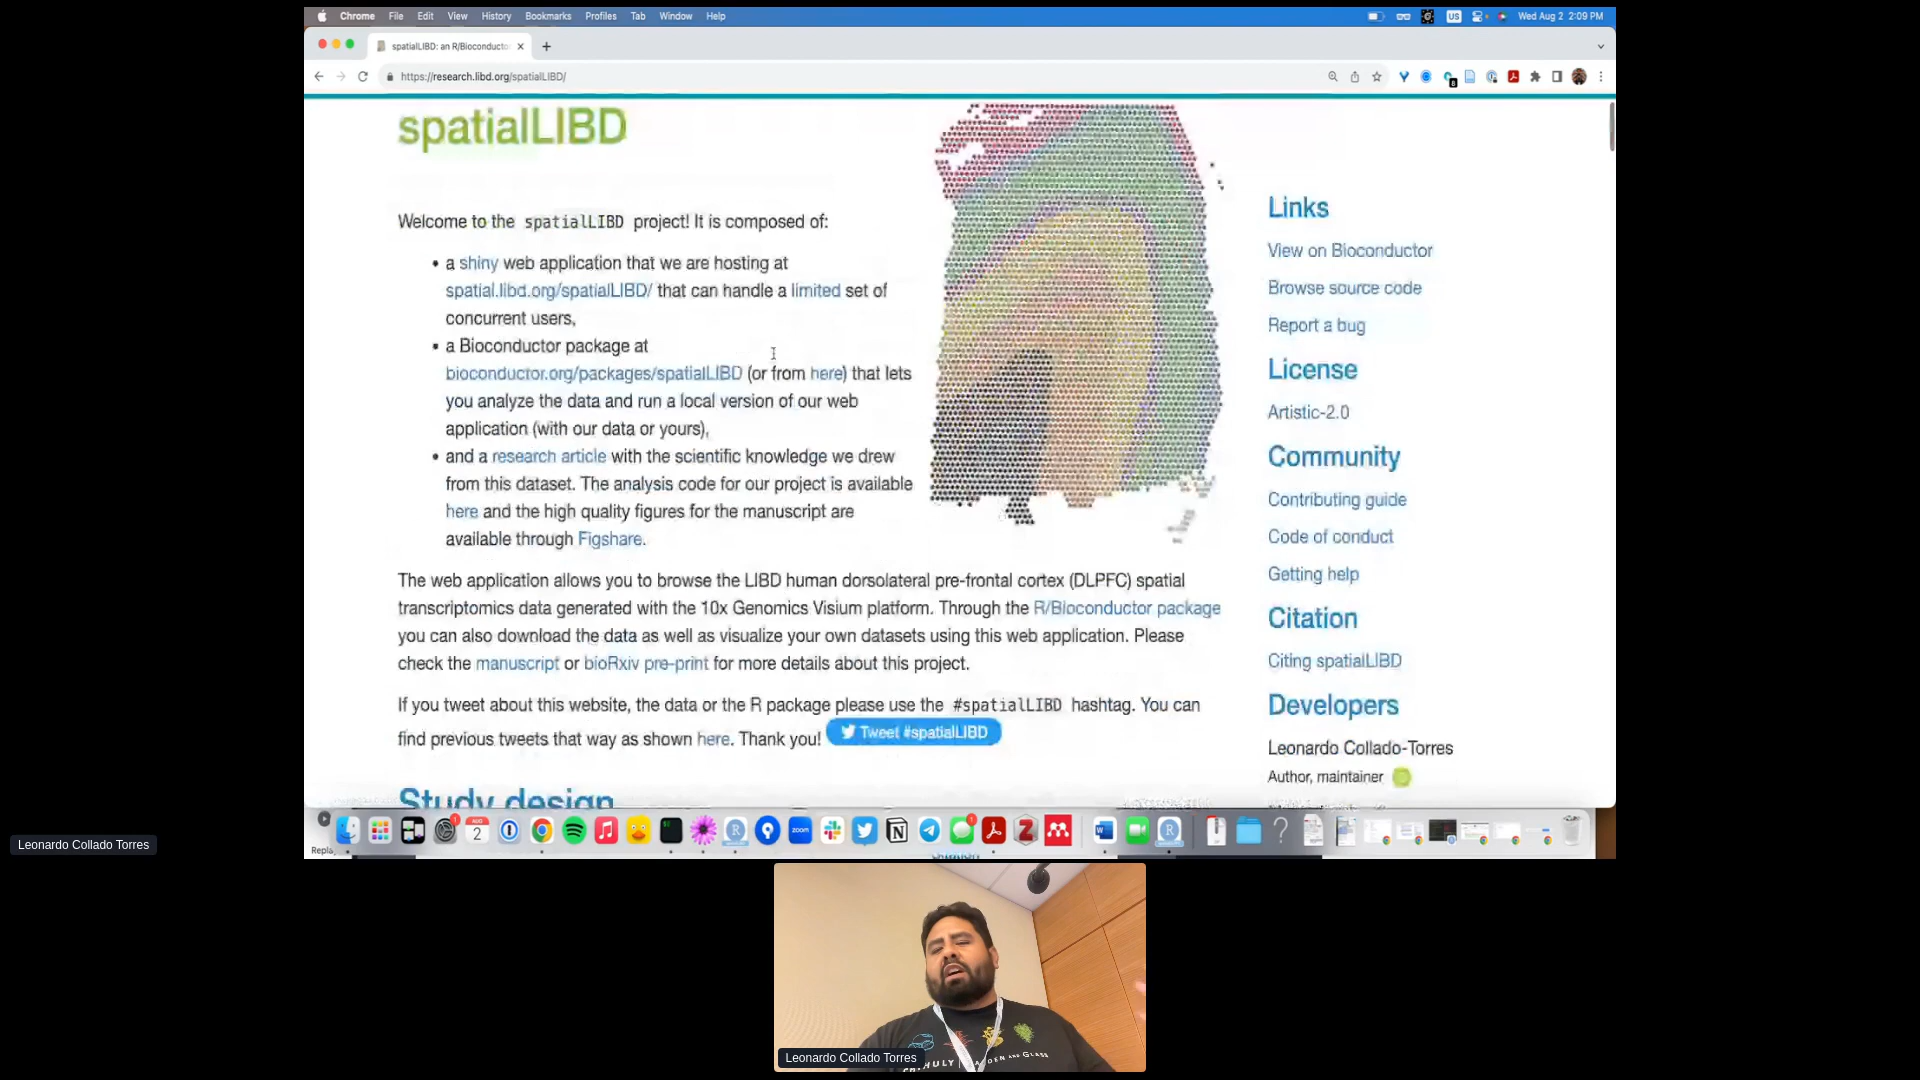 Chrome File Edit View History Bookmarks Profiles Tab Window Help
US Wed Aug 2 2:09 PM
spatialLIBD: an R/Bioconducto
https://research.libd.org/spatialLIBD/
spatialLIBD
Welcome to the spatialLIBD project! It is composed of:
a shiny web application that we are hosting at
spatial.libd.org/spatialLIBD/ that can handle a limited set of
concurrent users,
a Bioconductor package at
bioconductor.org/packages/spatialLIBD (or from here) that lets
you analyze the data and run a local version of our web
application (with our data or yours),
and a research article with the scientific knowledge we drew
from this dataset. The analysis code for our project is available
here and the high quality figures for the manuscript are
available through Figshare.
The web application allows you to browse the LIBD human dorsolateral pre-frontal cortex (DLPFC) spatial
transcriptomics data generated with the 10x Genomics Visium platform. Through the R/Bioconductor package
you can also download the data as well as visualize your own datasets using this web application. Please
check the manuscript or bioRxiv pre-print for more details about this project.
If you tweet about this website, the data or the R package please use the #spatialLIBD hashtag. You can
find previous tweets that way as shown here. Thank you! Tweet #spatialLIBD
Study design
Links
View on Bioconductor
Browse source code
Report a bug
License
Artistic-2.0
Community
Contributing guide
Code of conduct
Getting help
Citation
Citing spatialLIBD
Developers
Leonardo Collado-Torres
Author, maintainer
AUG
2
zoom
Repla
Citation
Leonardo Collado Torres
Leonardo Collado Torres